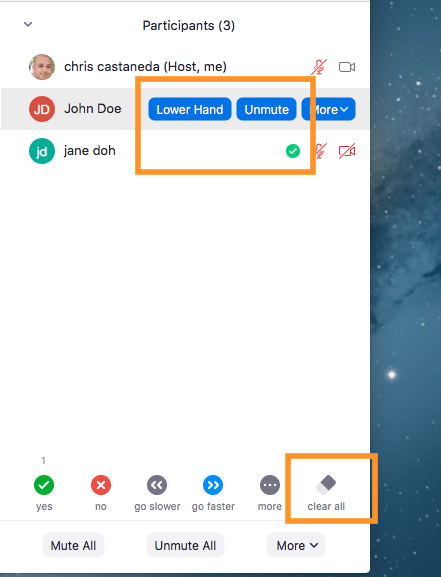 Participants (3)
chris castaneda (Host, me)
JD John Doe Lower Hand Unmute More
jd jane doh
1
yes no go slower go faster more clear all
Mute All Unmute All More